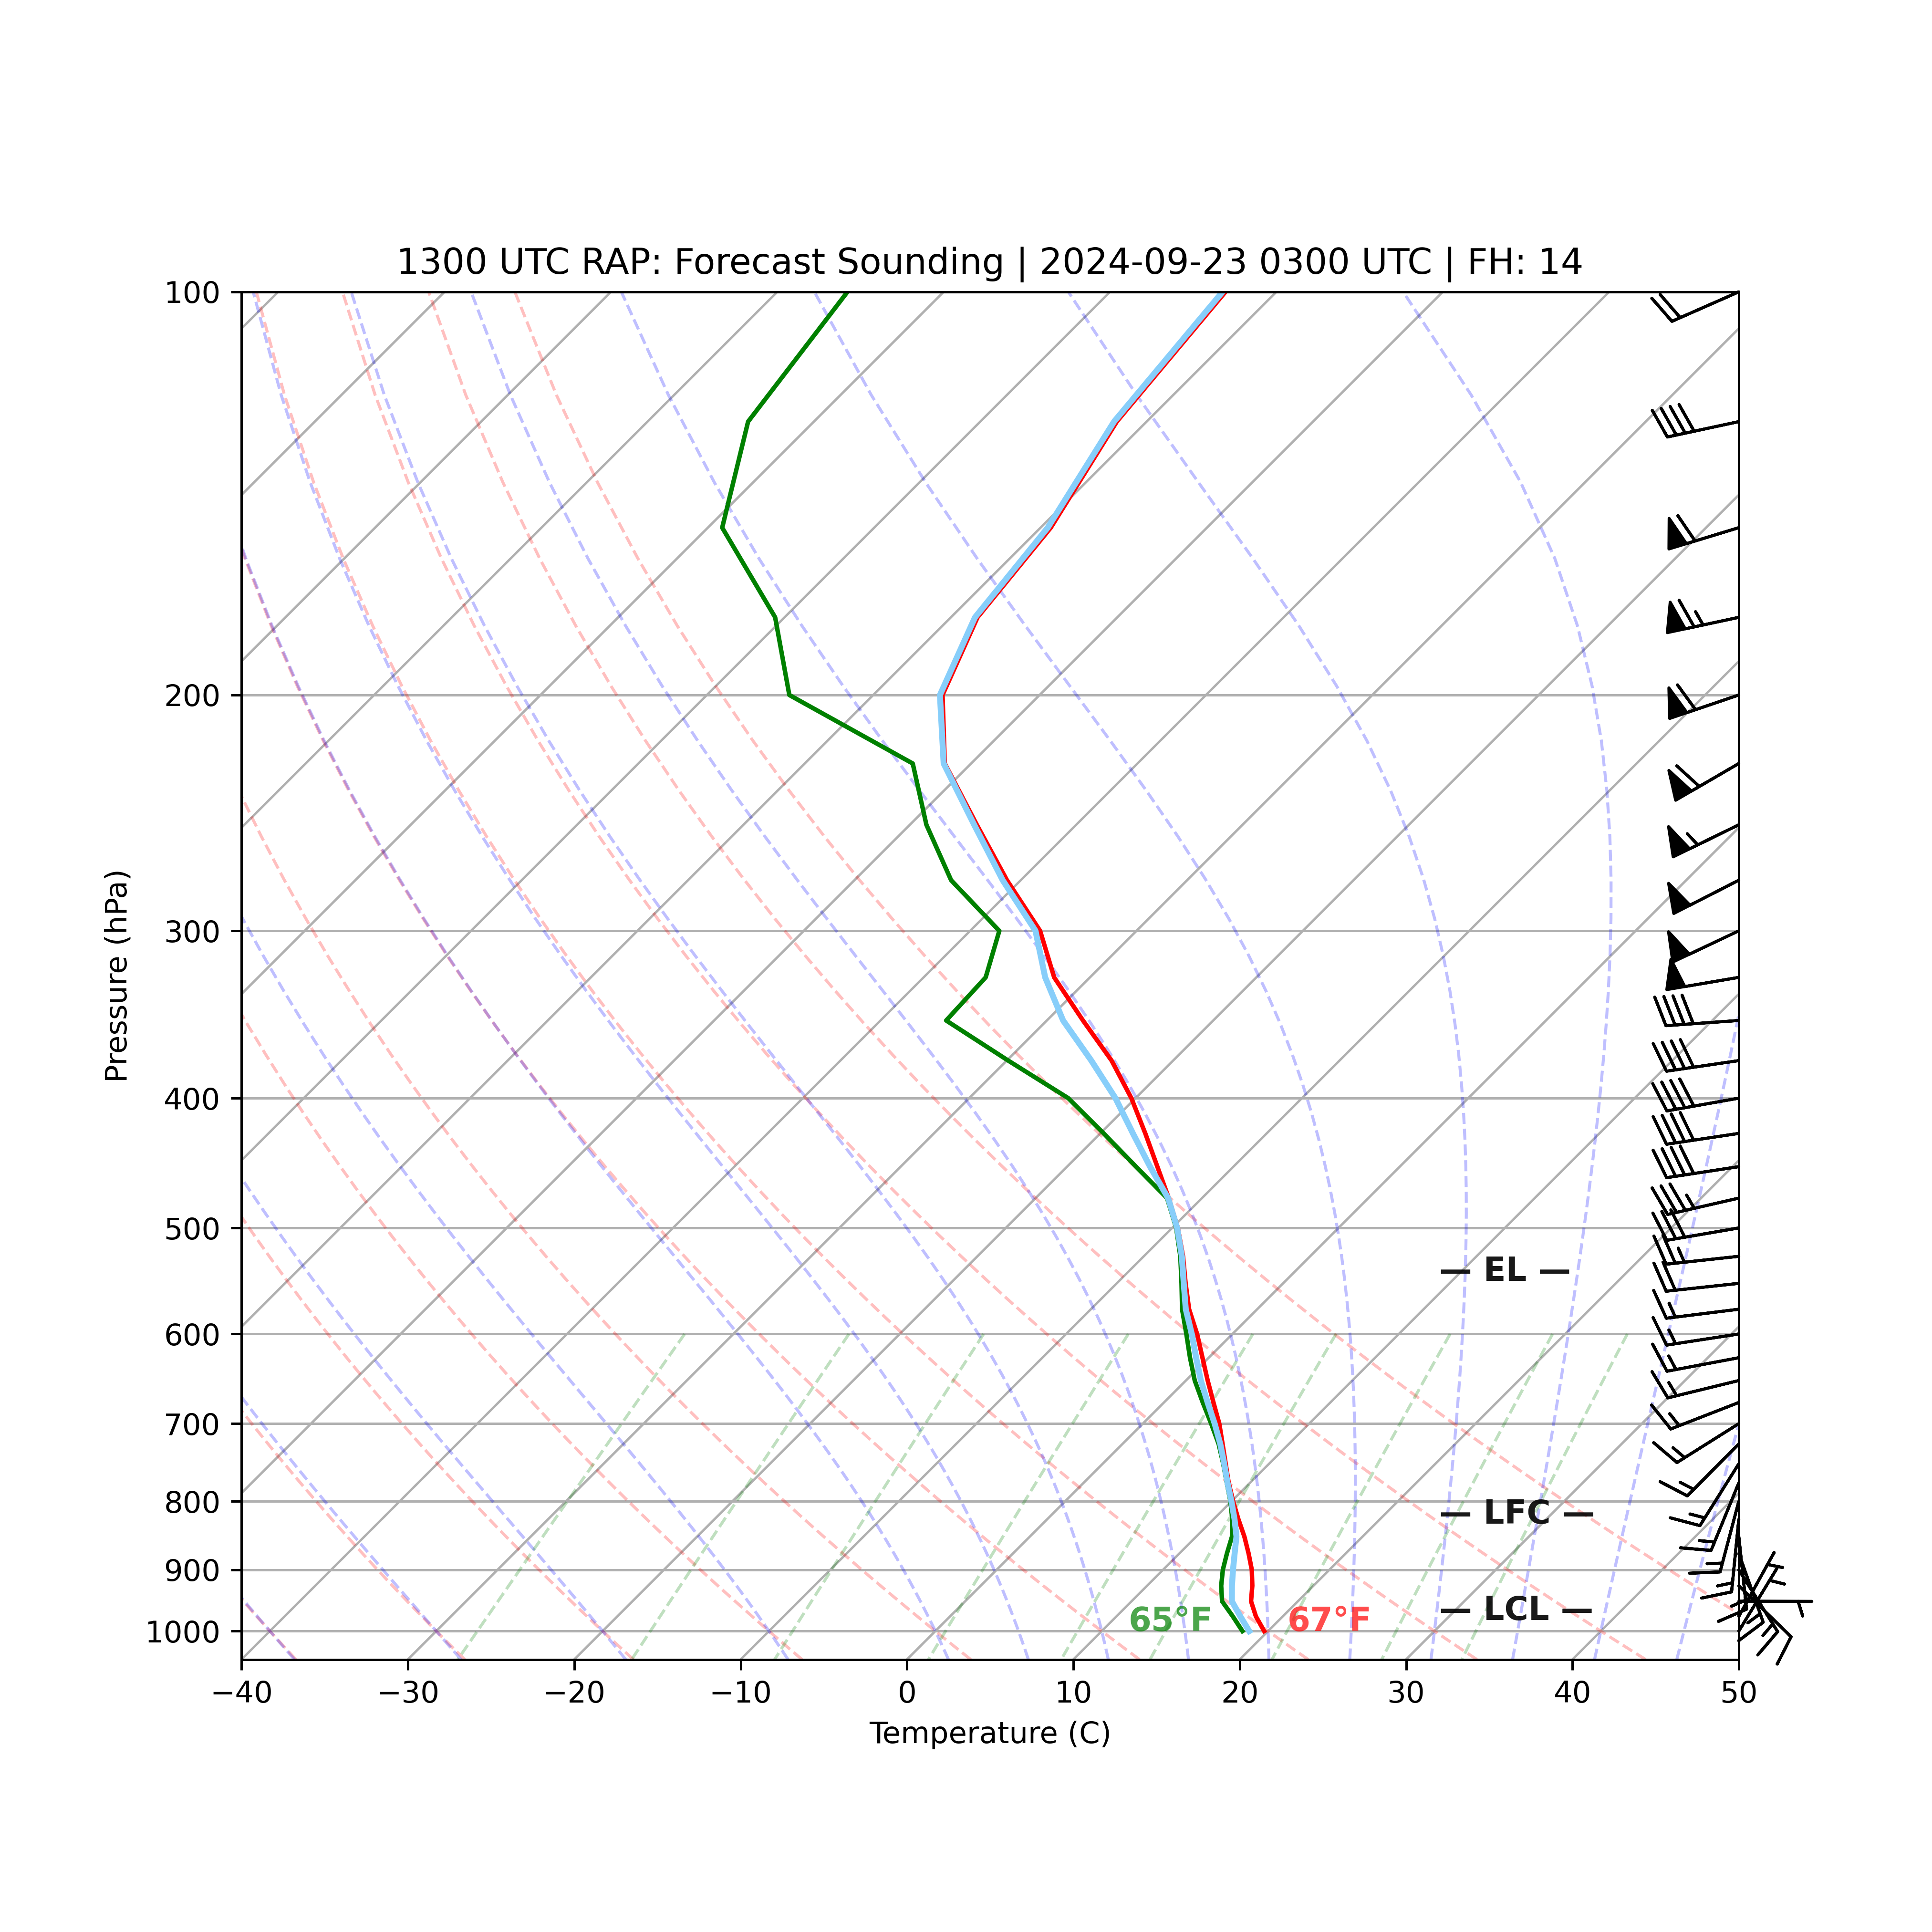 1300 UTC RAP: Forecast Sounding | 2024-09-23 0300 UTC | FH: 14
100
200
300
400
500
600
700
800
900
1000
Pressure (hPa)
— EL —
— LFC —
— LCL —
65°F 67°F
−40 −30 −20 −10 0 10 20 30 40 50
Temperature (C)